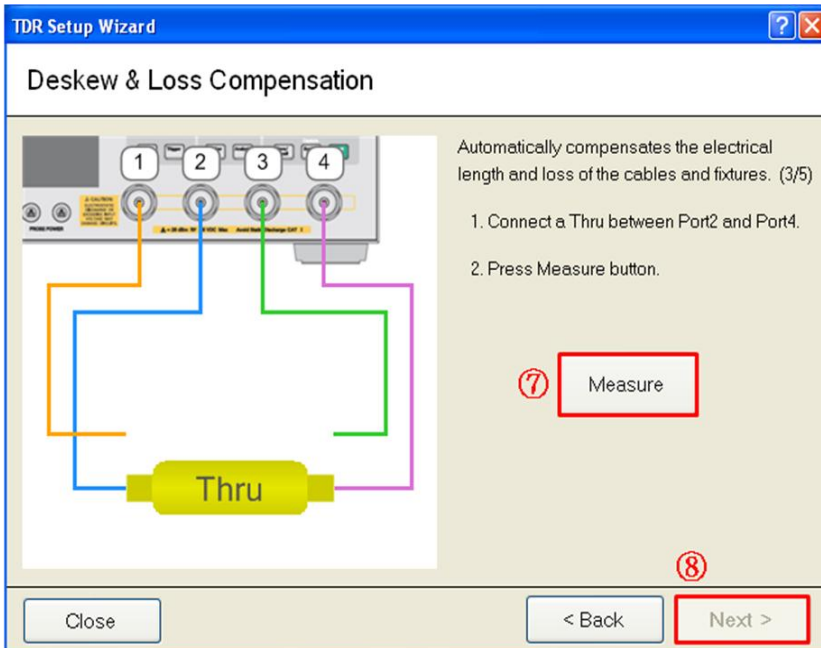 TDR Setup Wizard
?
Deskew & Loss Compensation
1 2 3 4
PROBE POWER
Automatically compensates the electrical
length and loss of the cables and fixtures. (3/5)
1. Connect a Thru between Port2 and Port4.
2. Press Measure button.
⑦ Measure
Thru
⑧
Close
< Back
Next >